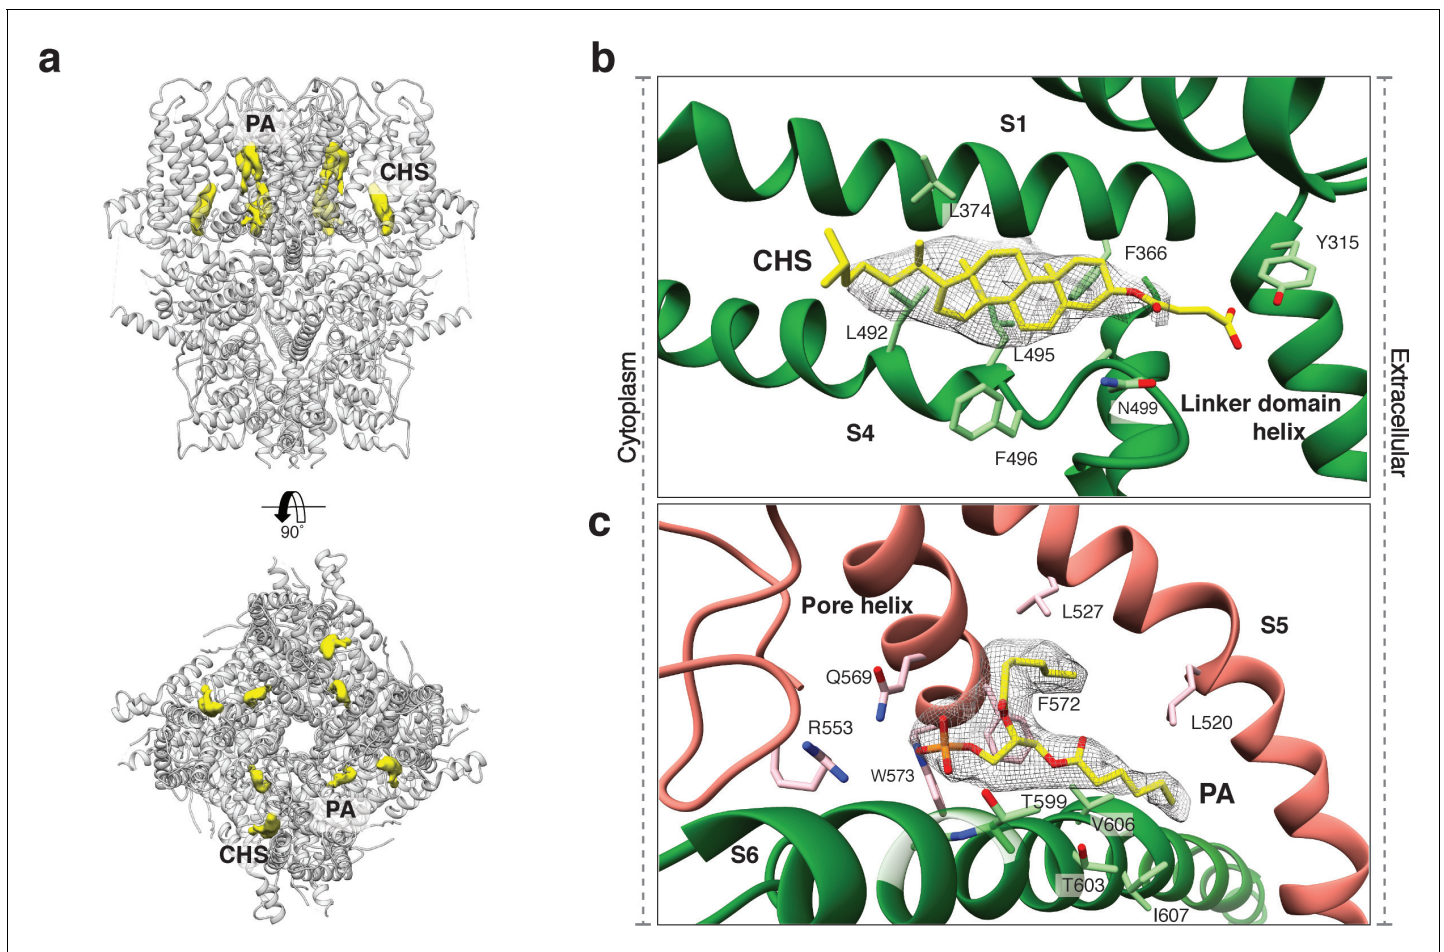 a
PA
CHS
90°
PA
CHS
b
S1
L374
CHS
F366
Y315
L492
L495
N499
Linker domain
helix
S4
F496
Cytoplasm
Extracellular
c
Pore helix
L527
S5
Q569
F572
L520
R553
W573
T599
PA
V606
S6
T603
I607